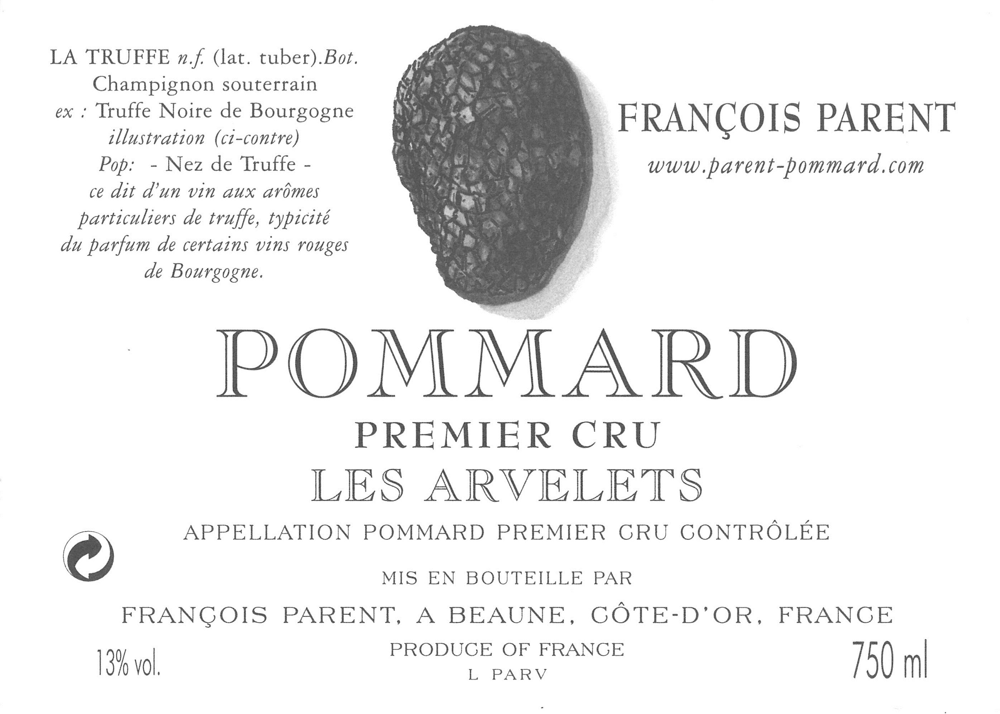 LA TRUFFE n.f. (lat. tuber).Bot.
Champignon souterrain
ex : Truffe Noire de Bourgogne
illustration (ci-contre)
Pop: - Nez de Truffe -
ce dit d'un vin aux arômes
particuliers de truffe, typicité
du parfum de certains vins rouges
de Bourgogne.
FRANÇOIS PARENT
www.parent-pommard.com
POMMARD
PREMIER CRU
LES ARVELETS
APPELLATION POMMARD PREMIER CRU CONTRÔLÉE
MIS EN BOUTEILLE PAR
FRANÇOIS PARENT, A BEAUNE, CÔTE-D'OR, FRANCE
13% vol.
PRODUCE OF FRANCE
750 ml
L PARV